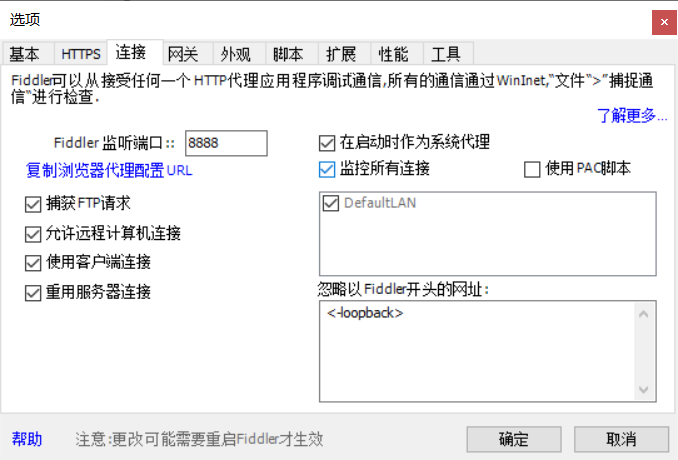 选项
基本 HTTPS 连接 网关 外观 脚本 扩展 性能 工具
Fiddler可以从接受任何一个HTTP代理应用程序调试通信,所有的通信通过WinInet,“文件“>”捕捉通
信“进行检查.
了解更多...
Fiddler 监听端口:: 8888
在启动时作为系统代理
复制浏览器代理配置URL
监控所有连接
使用PAC脚本
捕获FTP请求
DefaultLAN
允许远程计算机连接
使用客户端连接
重用服务器连接
忽略以Fiddler开头的网址:
<-loopback>
帮助
注意:更改可能需要重启Fiddler才生效
确定
取消